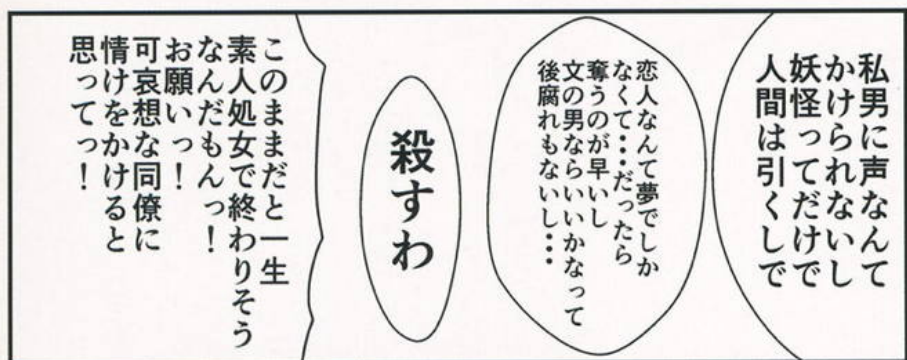 私男に声なんて
かけられないし
妖怪ってだけで
人間は引くしで
恋人なんて夢でしか
なくて・・・だったら
奪うのが早いし
文の男ならいいかなって
後腐れもないし・・・
殺すわ
このままだと一生
素人処女で終わりそう
なんだもんっ！
お願いっ！
可哀想な同僚に
情けをかけると
思ってっ！